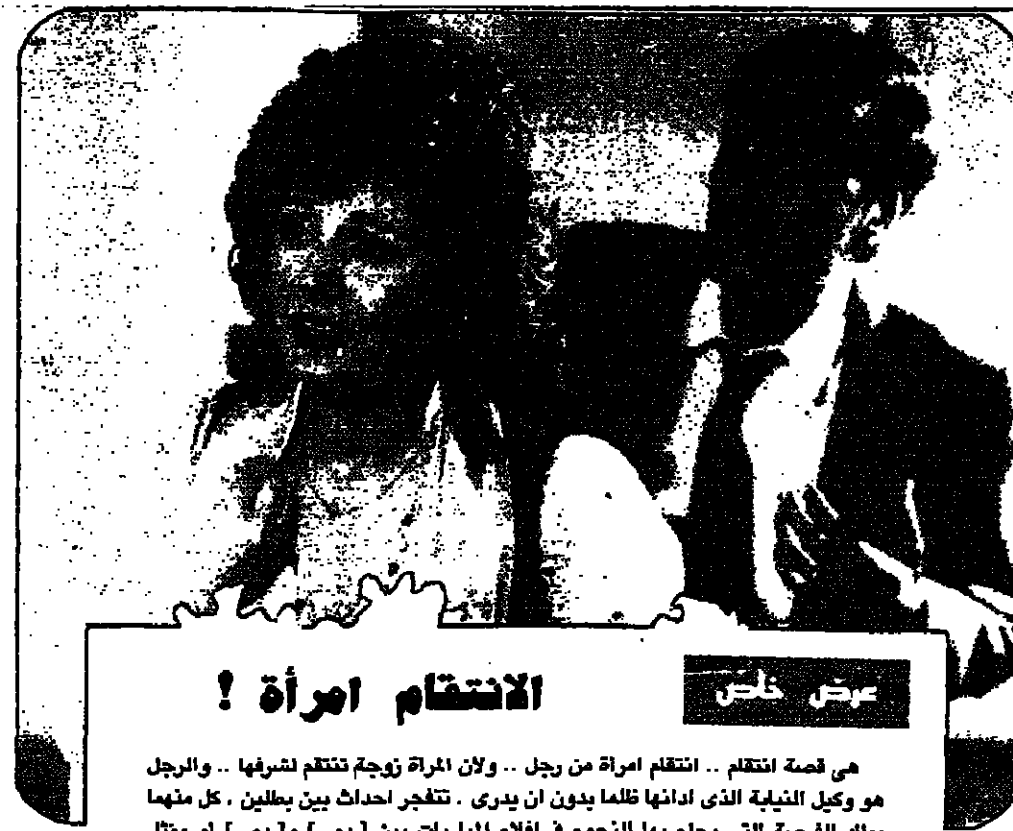 عرض خاص
الانتقام امرأة !
هى قصة انتقام .. انتقام امرأة من رجل .. ولأن المرأة زوجة تنتقم لشرفها .. والرجل
هو وكيل النيابة الذى ادانها ظلما بدون ان يدرى . تتفجر احداث بين بطلين ، كل منهما